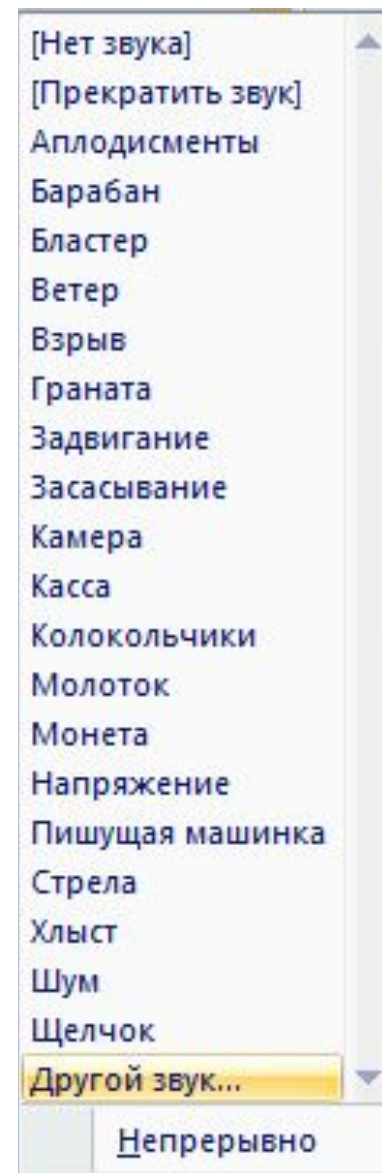 [Нет звука]
[Прекратить звук]
Аплодисменты
Барабан
Бластер
Ветер
Взрыв
Граната
Задвигание
Засасывание
Камера
Касса
Колокольчики
Молоток
Монета
Напряжение
Пишущая машинка
Стрела
Хлыст
Шум
Щелчок
Другой звук...
Непрерывно